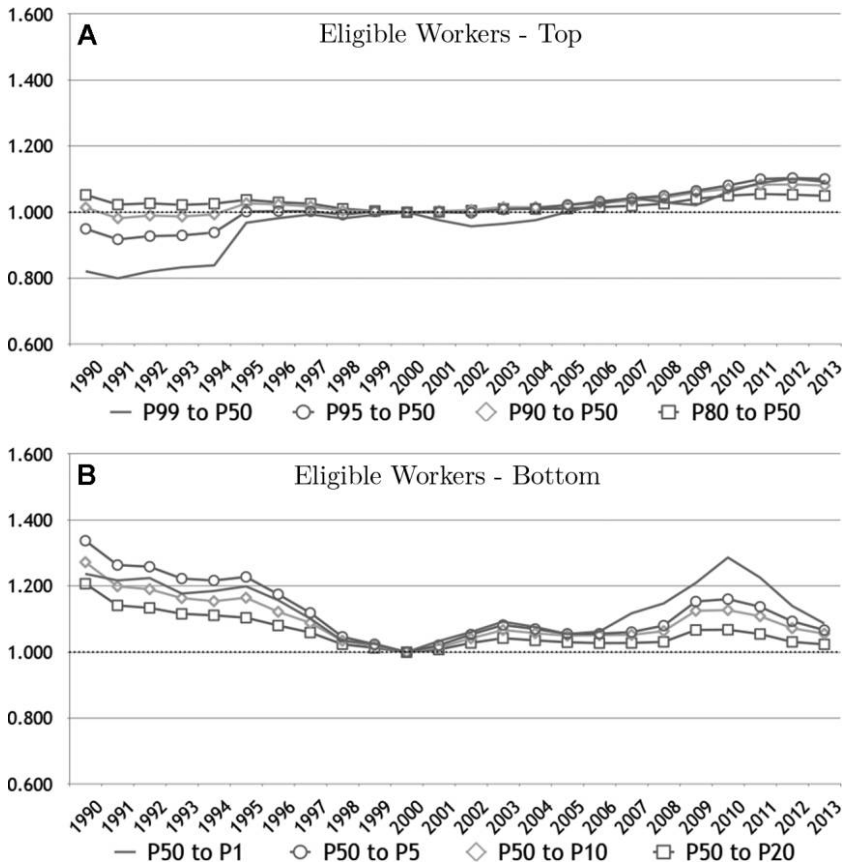 1.600
A
Eligible Workers - Top
1.400
1.200
1.000
0.800
0.600
1990 1991 1992 1993 1994 1995 1996 1997 1998 1999 2000 2001 2002 2003 2004 2005 2006 2007 2008 2009 2010 2011 2012 2013
P99 to P50 P95 to P50 P90 to P50 P80 to P50
1.600
B
Eligible Workers - Bottom
1.400
1.200
1.000
0.800
0.600
1990 1991 1992 1993 1994 1995 1996 1997 1998 1999 2000 2001 2002 2003 2004 2005 2006 2007 2008 2009 2010 2011 2012 2013
P50 to P1 P50 to P5 P50 to P10 P50 to P20